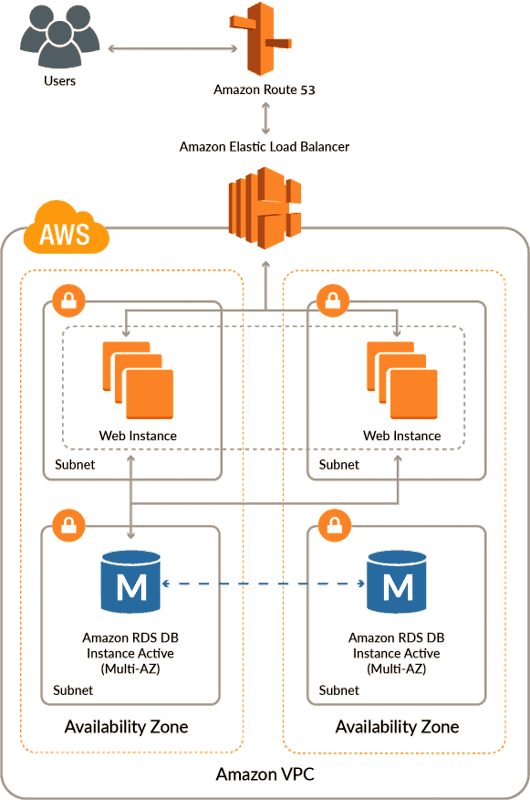 Users
Amazon Route 53
Amazon Elastic Load Balancer
AWS
Web Instance
Web Instance
Subnet
Subnet
M
M
Amazon RDS DB
Instance Active
(Multi-AZ)
Amazon RDS DB
Instance Active
(Multi-AZ)
Subnet
Subnet
Availability Zone
Availability Zone
Amazon VPC